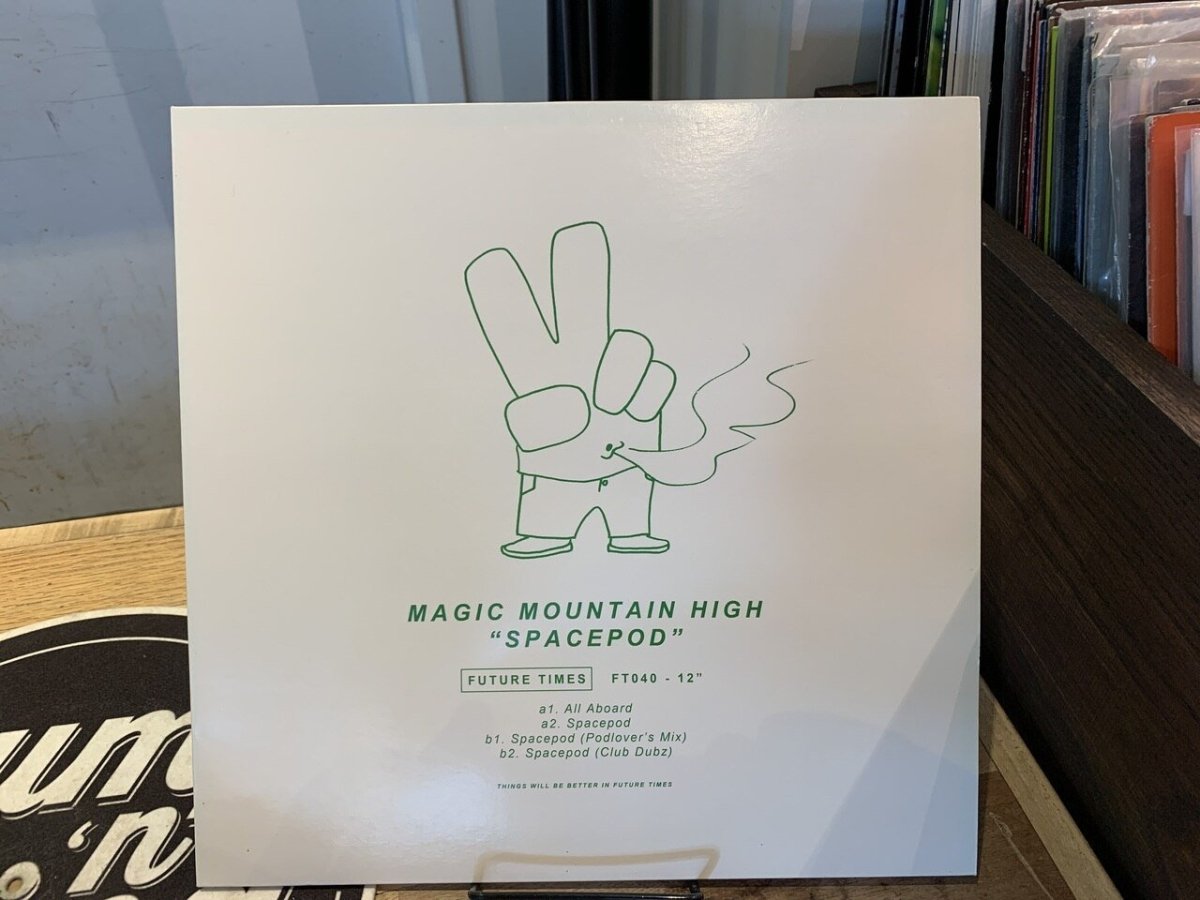 MAGIC MOUNTAIN HIGH
“SPACEPOD”
FUTURE TIMES FT040 - 12”
a1. All Aboard
a2. Spacepod
b1. Spacepod (Podlover's Mix)
b2. Spacepod (Club Dubz)
THINGS WILL BE BETTER IN FUTURE TIMES
‘n’